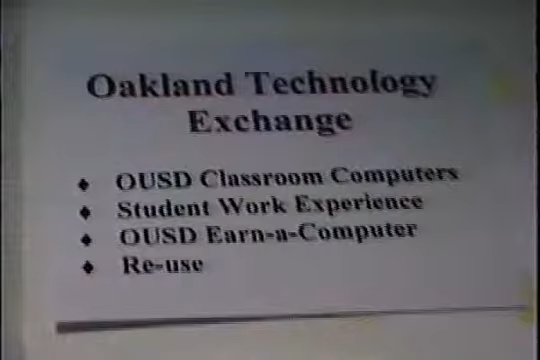 Oakland Technology
Exchange
♦ OUSD Classroom Computers
♦ Student Work Experience
♦ OUSD Earn-a-Computer
♦ Re-use